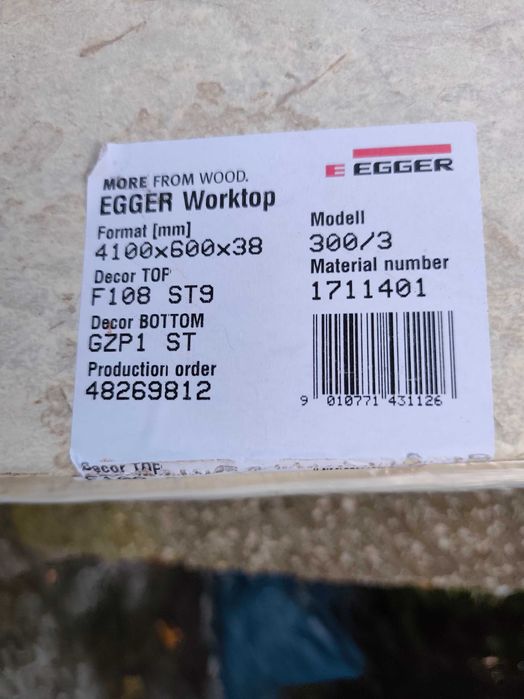 MORE FROM WOOD.
EGGER Worktop
Format [mm]
4100x600x38
Decor TOP
F108 ST9
Decor BOTTOM
GZP1 ST
Production order
48269812
EGGER
Modell
300/3
Material number
1711401
9 010771 431126
Decor TOP